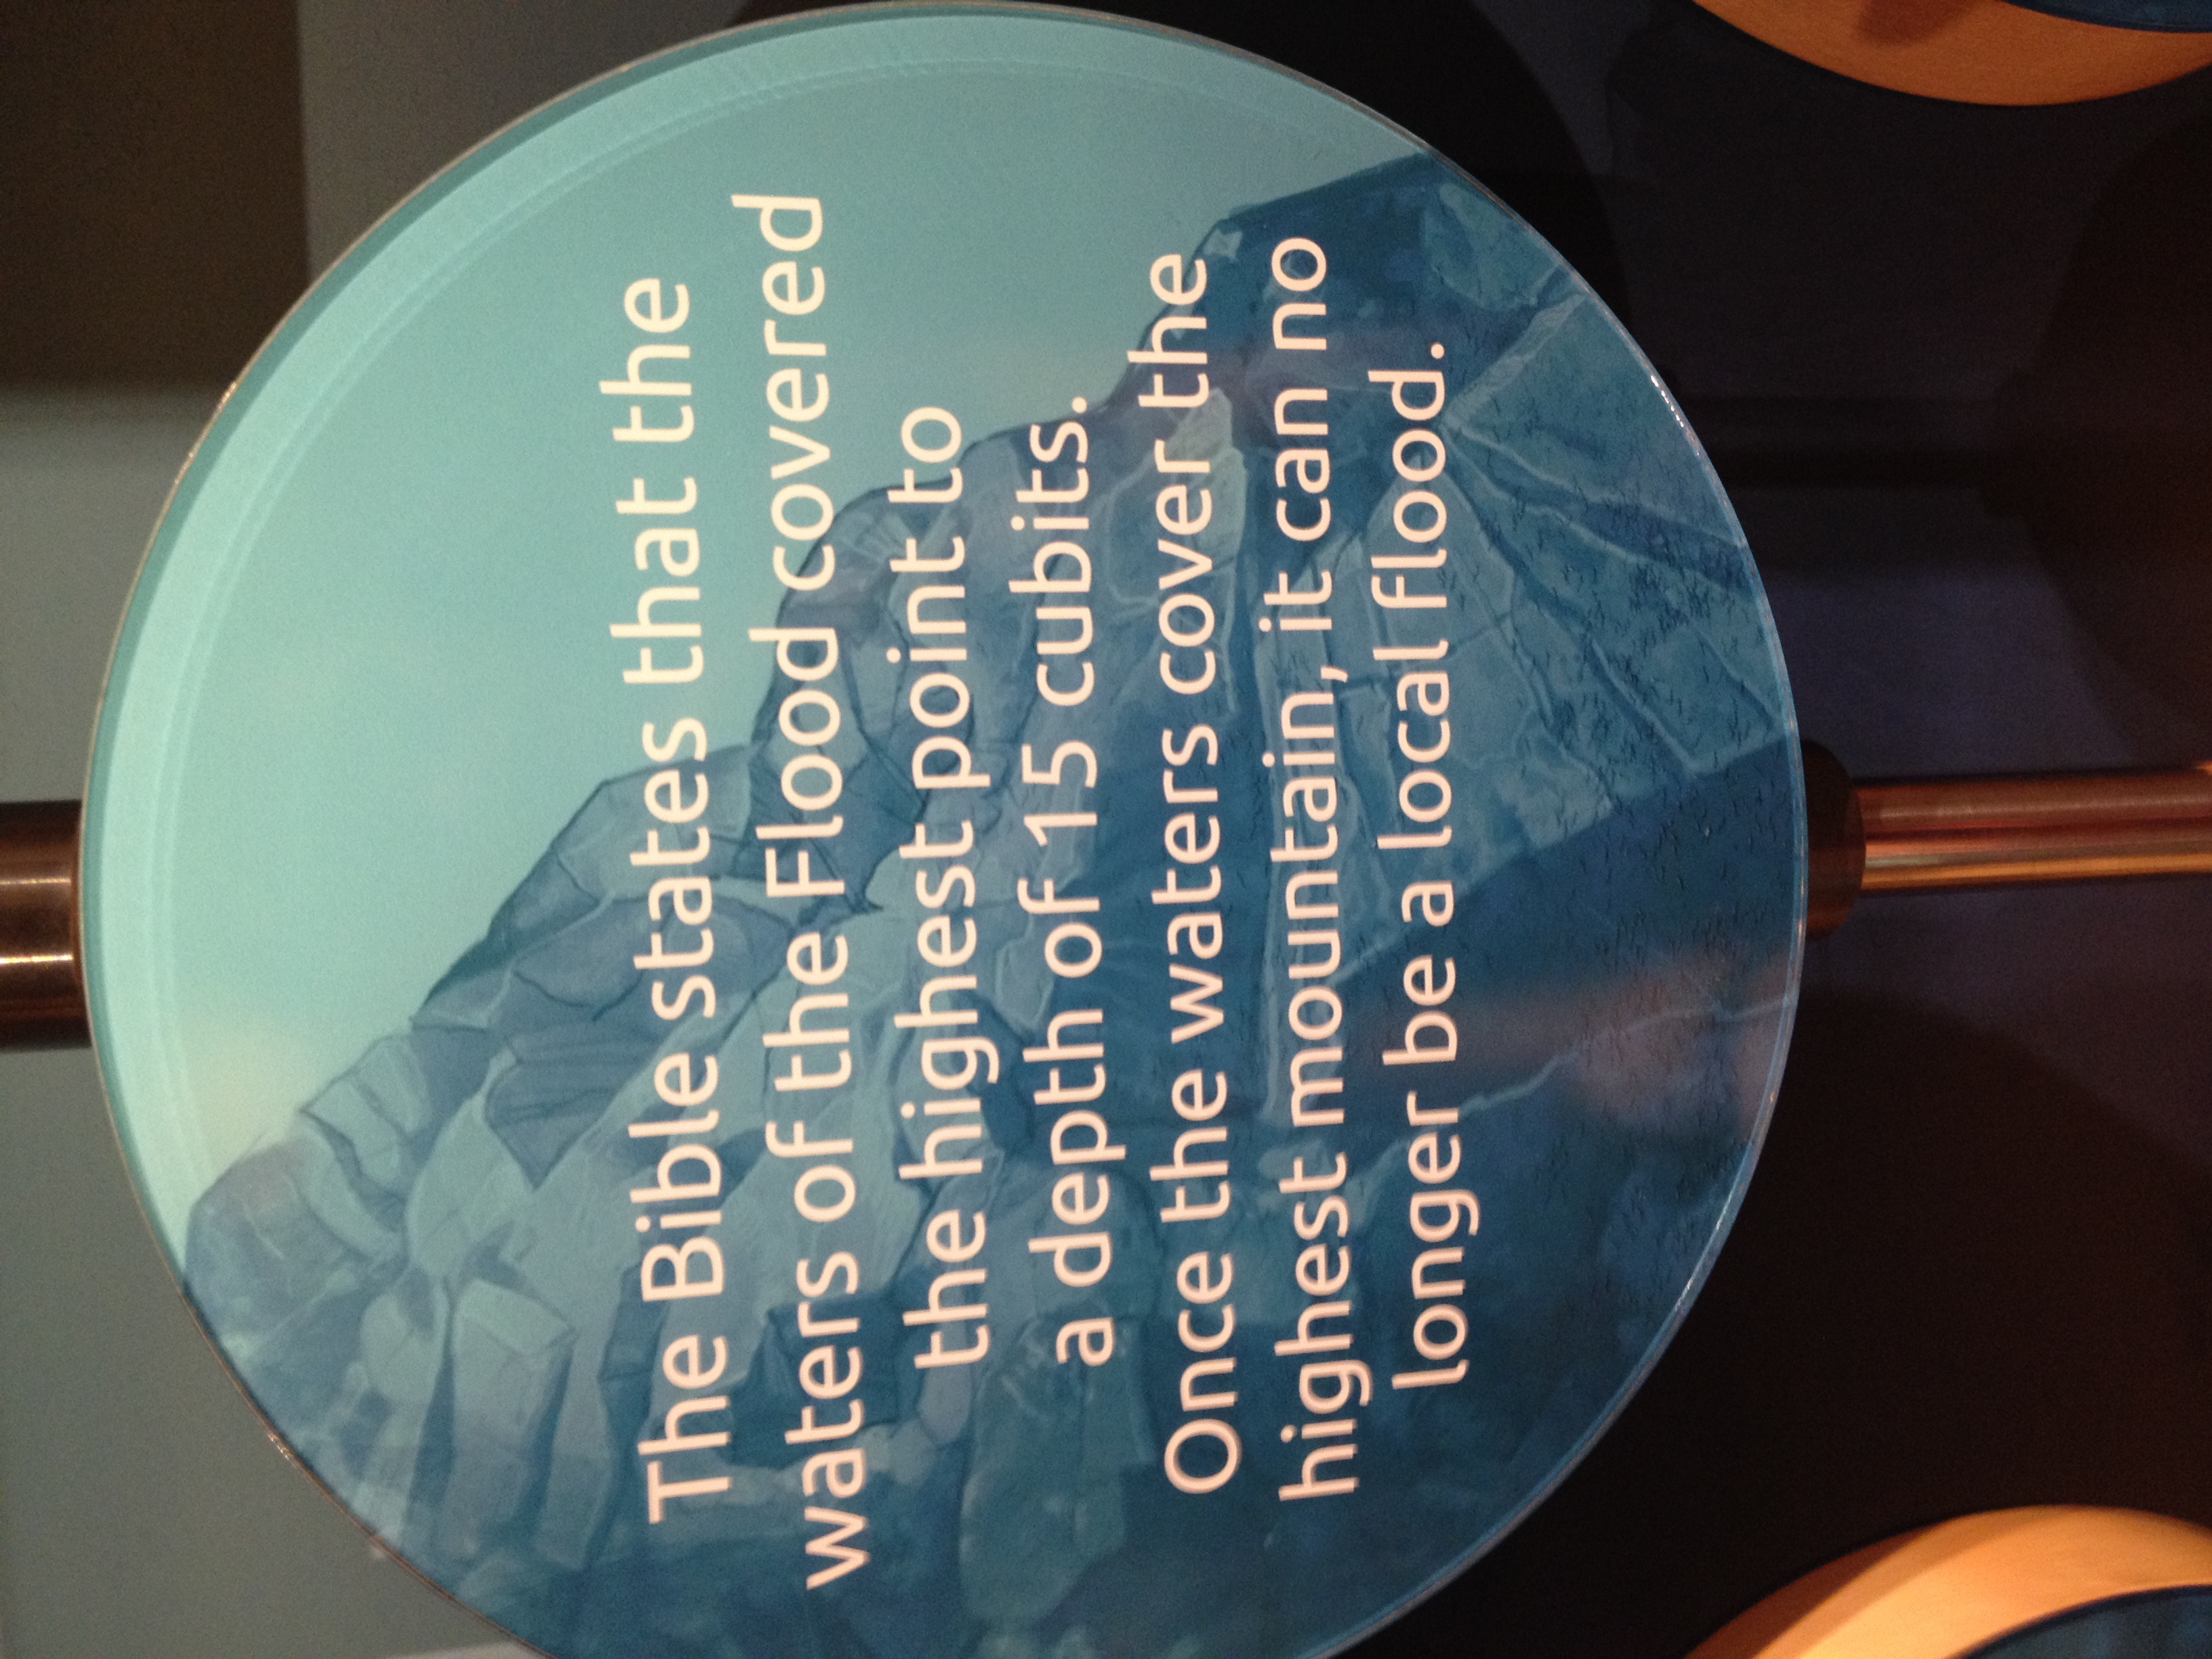 The Bible states that the
waters of the Flood covered
the highest point to
a depth of 15 cubits.
Once the waters cover the
highest mountain, it can no
longer be a local flood.